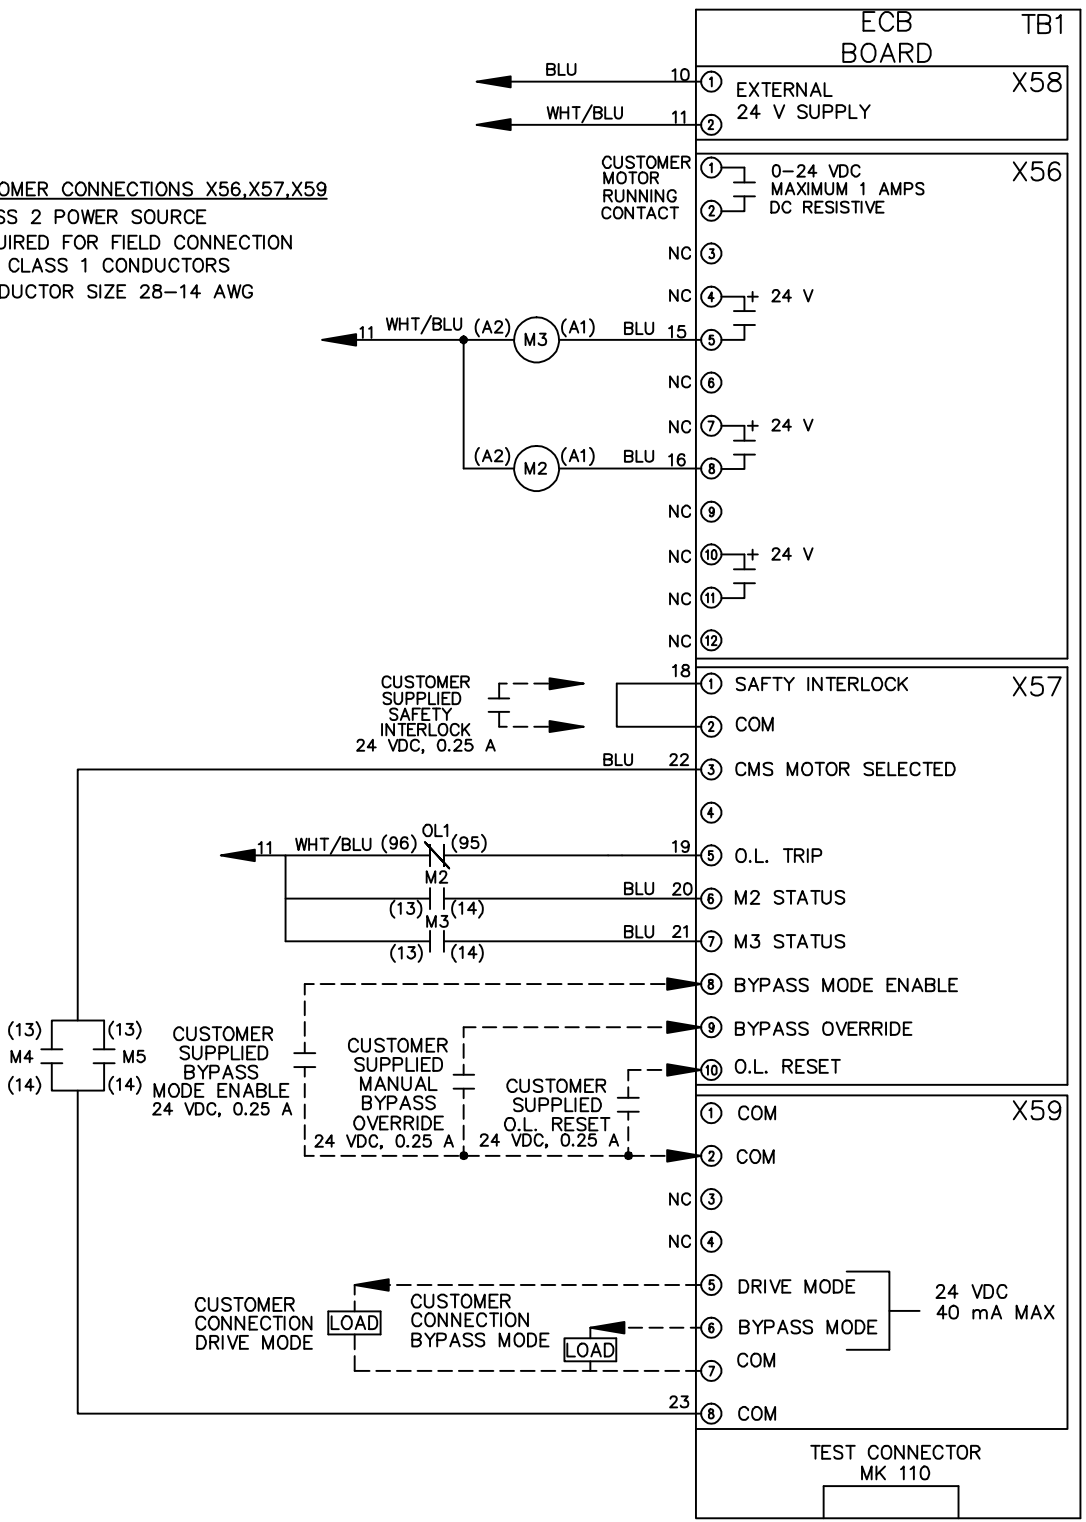 ECB
BOARD
TB1
X58
BLU 10 1 EXTERNAL
24 V SUPPLY
WHT/BLU 11 2
X56
CUSTOMER
MOTOR
RUNNING
CONTACT
1
2
0-24 VDC
MAXIMUM 1 AMPS
DC RESISTIVE
OMER CONNECTIONS X56,X57,X59
SS 2 POWER SOURCE
UIRED FOR FIELD CONNECTION
CLASS 1 CONDUCTORS
DUCTOR SIZE 28-14 AWG
NC 3
NC 4 + 24 V
11 WHT/BLU (A2) M3 (A1) BLU 15 5
NC 6
NC 7 + 24 V
(A2) M2 (A1) BLU 16 8
NC 9
NC 10 + 24 V
NC 11
NC 12
X57
18 1 SAFTY INTERLOCK
2 COM
CUSTOMER
SUPPLIED
SAFETY
INTERLOCK
24 VDC, 0.25 A
BLU 22 3 CMS MOTOR SELECTED
4
11 WHT/BLU (96) OL1 (95) 19 5 O.L. TRIP
M2
(13) (14) BLU 20 6 M2 STATUS
M3
(13) (14) BLU 21 7 M3 STATUS
8 BYPASS MODE ENABLE
9 BYPASS OVERRIDE
10 O.L. RESET
(13) (13)
M4 M5
(14) (14)
CUSTOMER
SUPPLIED
BYPASS
MODE ENABLE
24 VDC, 0.25 A
CUSTOMER
SUPPLIED
MANUAL
BYPASS
OVERRIDE
24 VDC, 0.25 A
CUSTOMER
SUPPLIED
O.L. RESET
24 VDC, 0.25 A
X59
1 COM
2 COM
NC 3
NC 4
5 DRIVE MODE
6 BYPASS MODE
24 VDC
40 mA MAX
7 COM
CUSTOMER
CONNECTION
DRIVE MODE
LOAD
CUSTOMER
CONNECTION
BYPASS MODE
LOAD
23 8 COM
TEST CONNECTOR
MK 110